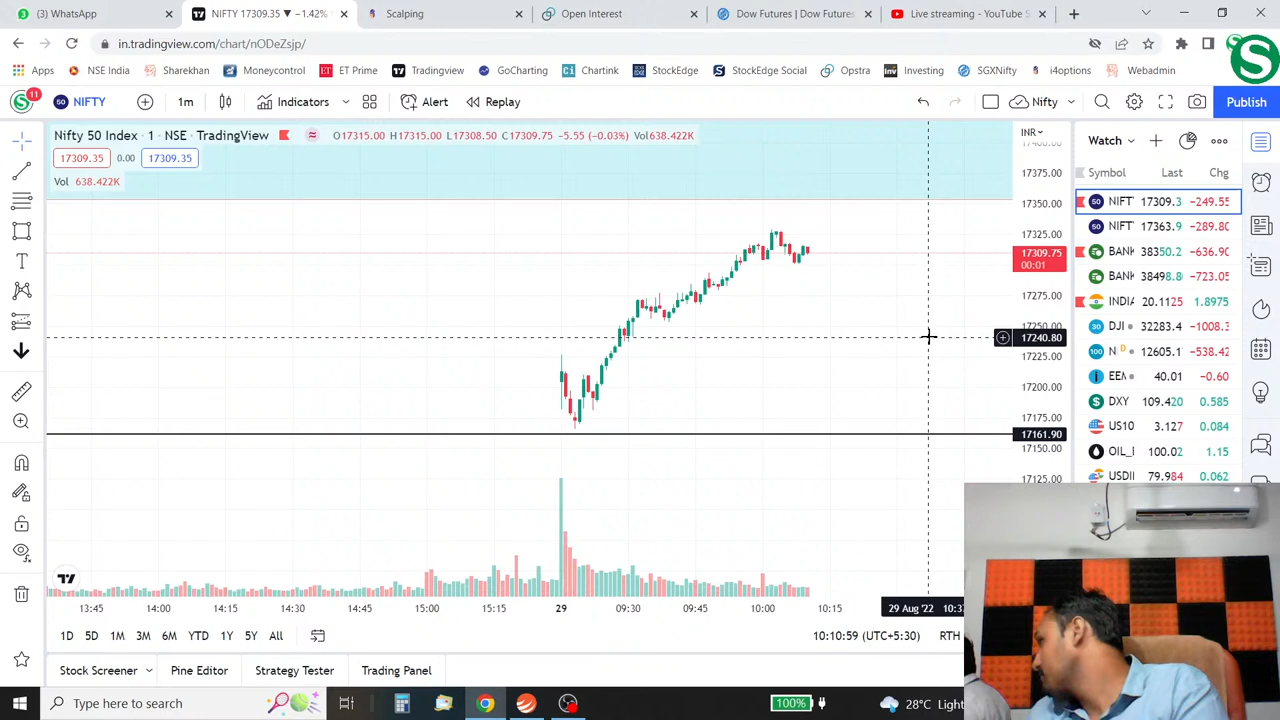 (3) WhatsApp
NIFTY 17309.35 ▼ −1.42%
Scalping
Open Interest
Dow Futures | Dow Futures
Live streaming - YouTube S
in.tradingview.com/chart/nODeZsjp/
Apps
NSE India
Sharekhan
Moneycontrol
ET Prime
Tradingview
GoCharting
Chartink
StockEdge
StockEdge Social
Opstra
Investing
SGXNifty
i4options
Webadmin
11
NIFTY
1m
Indicators
Alert
Replay
Nifty
Publish
Nifty 50 Index · 1 · NSE · TradingView
O17315.00 H17315.00 L17308.50 C17309.75 −5.55 (−0.03%) Vol638.422K
17309.35 0.00 17309.35
Vol 638.422K
INR
17400.00
17375.00
17350.00
17325.00
17309.75
00:01
17275.00
17250.00
17240.80
17225.00
17200.00
17175.00
17161.90
17150.00
17125.00
Watch
Symbol Last Chg
NIFTY 17309.3 −249.55
NIFTY 17363.9 −289.80
BANK 38350.2 −636.90
BANK 38498.8 −723.05
INDIA 20.1125 1.8975
DJI 32283.4 −1008.3
D 12605.1 −538.42
EEM 40.01 −0.60
DXY 109.420 0.585
US10 3.127 0.084
OIL_ 100.02 1.15
USDI 79.984 0.062
13:45
14:00
14:15
14:30
14:45
15:00
15:15
29
09:30
09:45
10:00
10:15
29 Aug '22 10:37
1D 5D 1M 3M 6M YTD 1Y 5Y All
10:10:59 (UTC+5:30)
RTH
Stock Screener
Pine Editor
Strategy Tester
Trading Panel
Type here to search
100%
28°C Light